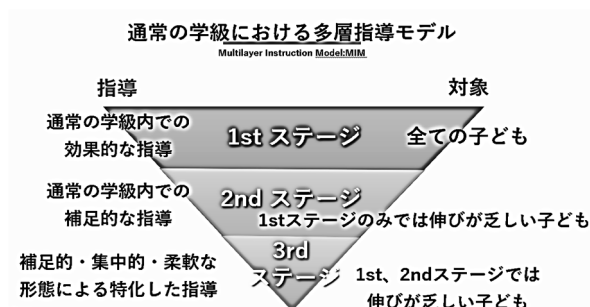 通常の学級における多層指導モデル
Multilayer Instruction Model:MIM
指導
対象
通常の学級内での
効果的な指導
1st ステージ
全ての子ども
通常の学級内での
補足的な指導
2nd ステージ
1stステージのみでは伸びが乏しい子ども
補足的・集中的・柔軟な
形態による特化した指導
3rd
ステージ
1st、2ndステージでは
伸びが乏しい子ども